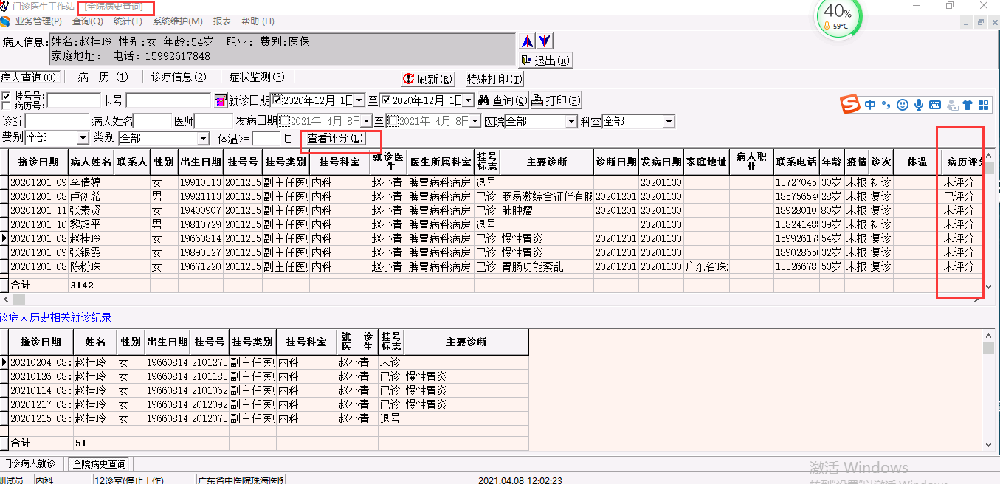 门诊医生工作站 - [全院病史查询]
业务管理(P) 查询(Q) 统计(T) 系统维护(M) 报表 帮助 (H)
40%
59°C
病人信息: 姓名:赵桂玲 性别:女 年龄:54岁 职业: 费别:医保
家庭地址: 电话: 15992617848
退出(X)
病人查询(0) 病 历 (1) 诊疗信息(2) 症状监测(3) 刷新(R) 特殊打印(T)
挂号号: 病历号: 卡号 就诊日期 2020年12月 1日 至 2020年12月 1日 查询(Q) 打印(P)
中
诊断 病人姓名 医师 发病日期 2021年 4月 8日 至 2021年 4月 8日 医院 全部 科室 全部
费别 全部 类别 全部 体温>= ℃ 查看评分(L)
接诊日期 病人姓名 联系人 性别 出生日期 挂号号 挂号类别 挂号科室 就诊医生 医生所属科室 挂号标志 主要诊断 诊断日期 发病日期 家庭地址 病人职业 联系电话 年龄 疫情 诊次 体温 病历评分
20201201 09 李倩婷 女 19910313 2011235 副主任医 内科 赵小青 脾胃病科病房 退号 20201130 13727045 30岁 未报 初诊 未评分
20201201 08 卢创希 男 19921113 2011235 副主任医 内科 赵小青 脾胃病科病房 已诊 肠易激综合征伴有腹 20201201 20201130 18575654 28岁 未报 复诊 已评分
20201201 11 张素贤 女 19400907 2011235 副主任医 内科 赵小青 脾胃病科病房 已诊 肺肿瘤 20201201 20201130 18928010 80岁 未报 复诊 未评分
20201201 10 黎超平 男 19810729 2011235 副主任医 内科 赵小青 脾胃病科病房 退号 20201130 13824148 39岁 未报 初诊 未评分
20201201 08 赵桂玲 女 19660814 2011235 副主任医 内科 赵小青 脾胃病科病房 已诊 慢性胃炎 20201201 20201130 15992617 54岁 未报 复诊 未评分
20201201 09 张银霞 女 19890327 2011235 副主任医 内科 赵小青 脾胃病科病房 已诊 慢性胃炎 20201201 20201130 18902865 32岁 未报 复诊 未评分
20201201 08 陈粉珠 女 19671220 2011235 副主任医 内科 赵小青 脾胃病科病房 已诊 胃肠功能紊乱 20201201 20201130 广东省珠 13326678 53岁 未报 复诊 未评分
合计 3142
该病人历史相关就诊纪录
接诊日期 姓名 性别 出生日期 挂号号 挂号类别 挂号科室 就诊医生 挂号标志 主要诊断
20210204 08: 赵桂玲 女 19660814 2101273 副主任医 内科 赵小青 未诊
20210126 08: 赵桂玲 女 19660814 2101183 副主任医 内科 赵小青 已诊 慢性胃炎
20210114 08: 赵桂玲 女 19660814 2101062 副主任医 内科 赵小青 已诊 慢性胃炎
20201217 08: 赵桂玲 女 19660814 2012092 副主任医 内科 赵小青 已诊 慢性胃炎
20201215 08: 赵桂玲 女 19660814 2012073 副主任医 内科 赵小青 退号
合计 51
门诊病人就诊 全院病史查询
激活 Windows
测试员 内科 12诊室(停止工作) 广东省中医院珠海医院 2021.04.08 12:02:23
转到"设置"以激活 Windows